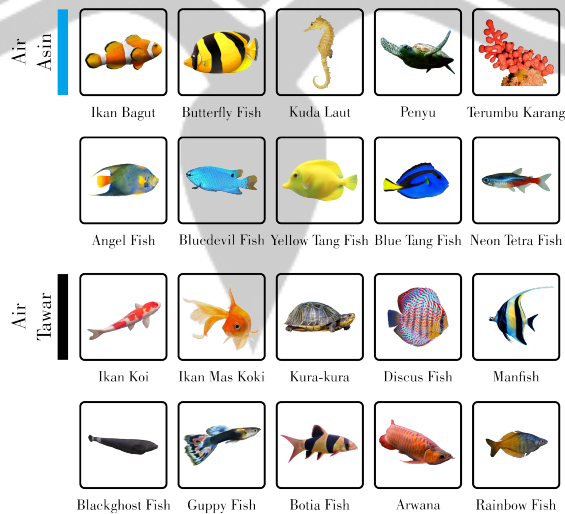 Air
Asin
Ikan Bagut
Butterfly Fish
Kuda Laut
Penyu
Terumbu Karang
Angel Fish
Bluedevil Fish
Yellow Tang Fish
Blue Tang Fish
Neon Tetra Fish
Air
Tawar
Ikan Koi
Ikan Mas Koki
Kura-kura
Discus Fish
Manfish
Blackghost Fish
Guppy Fish
Botia Fish
Arwana
Rainbow Fish